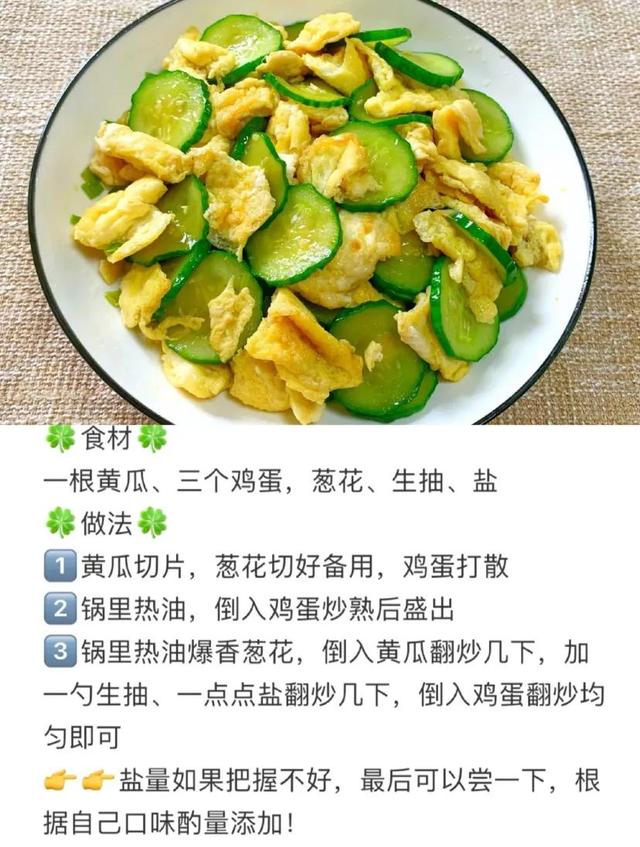 🍀食材🍀
一根黄瓜、三个鸡蛋，葱花、生抽、盐
🍀做法🍀
1️⃣黄瓜切片，葱花切好备用，鸡蛋打散
2️⃣锅里热油，倒入鸡蛋炒熟后盛出
3️⃣锅里热油爆香葱花，倒入黄瓜翻炒几下，加
一勺生抽、一点点盐翻炒几下，倒入鸡蛋翻炒均
匀即可
👉👉盐量如果把握不好，最后可以尝一下，根
据自己口味酌量添加！